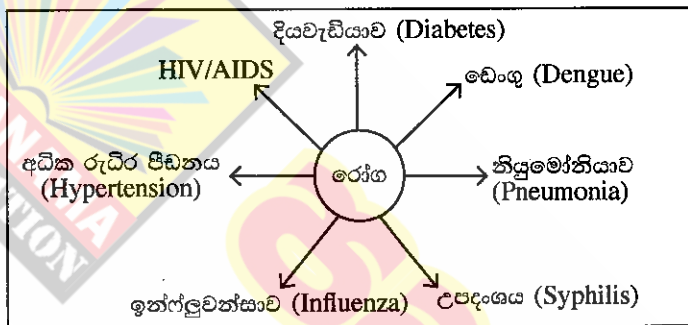 දියවැඩියාව (Diabetes)
HIV/AIDS
ඩෙංගු (Dengue)
අධික රුධිර පීඩනය
(Hypertension)
රෝග
නියුමෝනියාව
(Pneumonia)
ඉන්ෆ්ලුවන්සාව (Influenza)
උපදංශය (Syphilis)